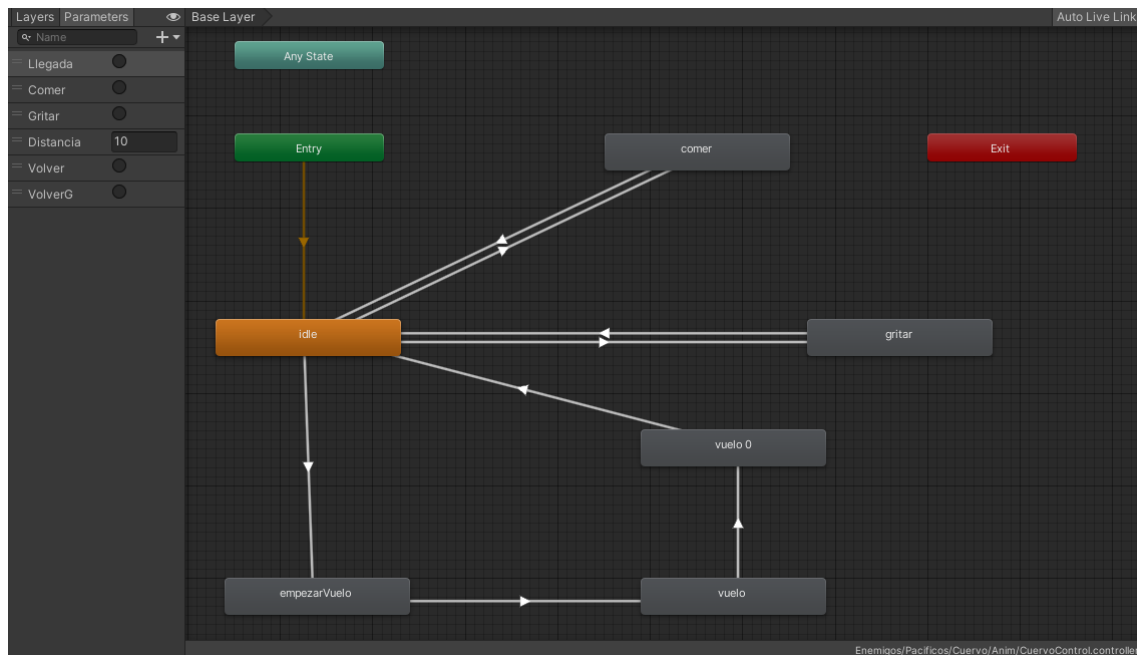 Layers Parameters Base Layer Auto Live Link
Name
Llegada
Comer
Gritar
Distancia 10
Volver
VolverG
Any State
Entry
comer
Exit
idle
gritar
vuelo 0
empezarVuelo
vuelo
Enemigos/Pacificos/Cuervo/Anim/CuervoControl.controller